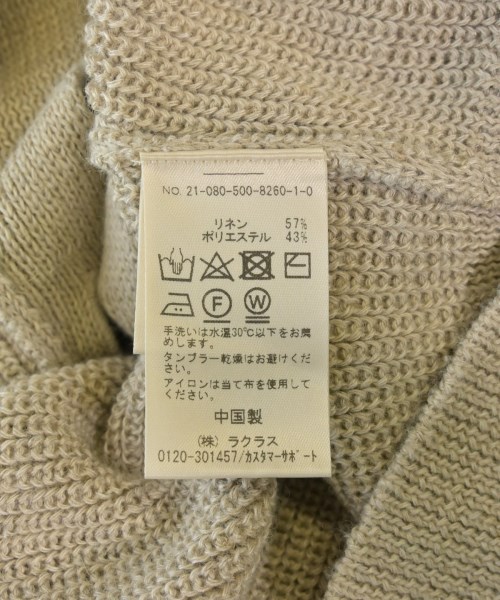 NO. 21-080-500-8260-1-0
リネン 57%
ポリエステル 43%
F W
手洗いは水温30℃以下をお薦
めします。
タンブラー乾燥はお避けくだ
さい。
アイロンは当て布を使用して
ください。
中国製
(株) ラクラス
0120-301457/カスタマーサポート